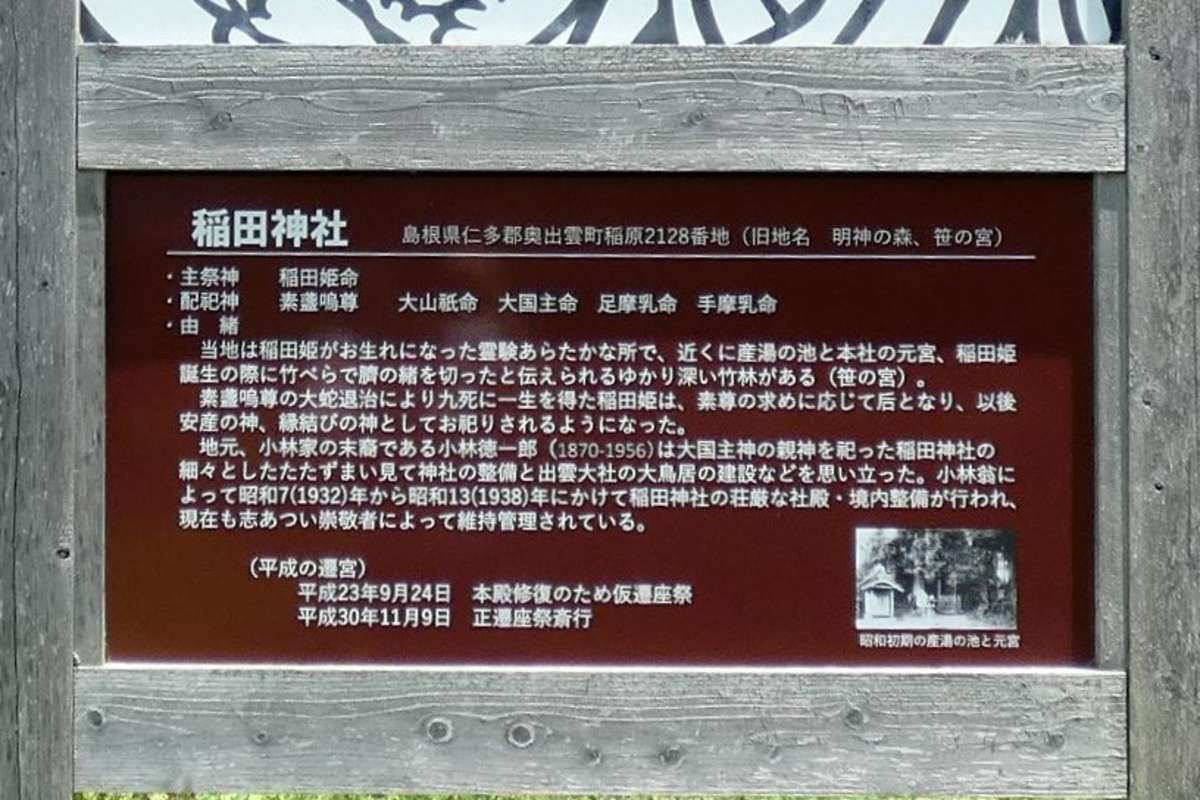 稲田神社　島根県仁多郡奥出雲町稲原2128番地（旧地名　明神の森、笹の宮）
・主祭神　　稲田姫命
・配祀神　　素盞嗚尊　　大山祇命　大国主命　足摩乳命　手摩乳命
・由　緒
　当地は稲田姫がお生れになった霊験あらたかな所で、近くに産湯の池と本社の元宮、稲田姫
誕生の際に竹べらで臍の緒を切ったと伝えられるゆかり深い竹林がある（笹の宮）。
　素盞嗚尊の大蛇退治により九死に一生を得た稲田姫は、素尊の求めに応じて后となり、以後
安産の神、縁結びの神としてお祀りされるようになった。
　地元、小林家の末裔である小林徳一郎（1870-1956）は大国主神の親神を祀った稲田神社の
細々としたたたずまい見て神社の整備と出雲大社の大鳥居の建設などを思い立った。小林翁に
よって昭和7(1932)年から昭和13(1938)年にかけて稲田神社の荘厳な社殿・境内整備が行われ、
現在も志あつい崇敬者によって維持管理されている。
（平成の遷宮）
平成23年9月24日　本殿修復のため仮遷座祭
平成30年11月9日　正遷座祭斎行
昭和初期の産湯の池と元宮